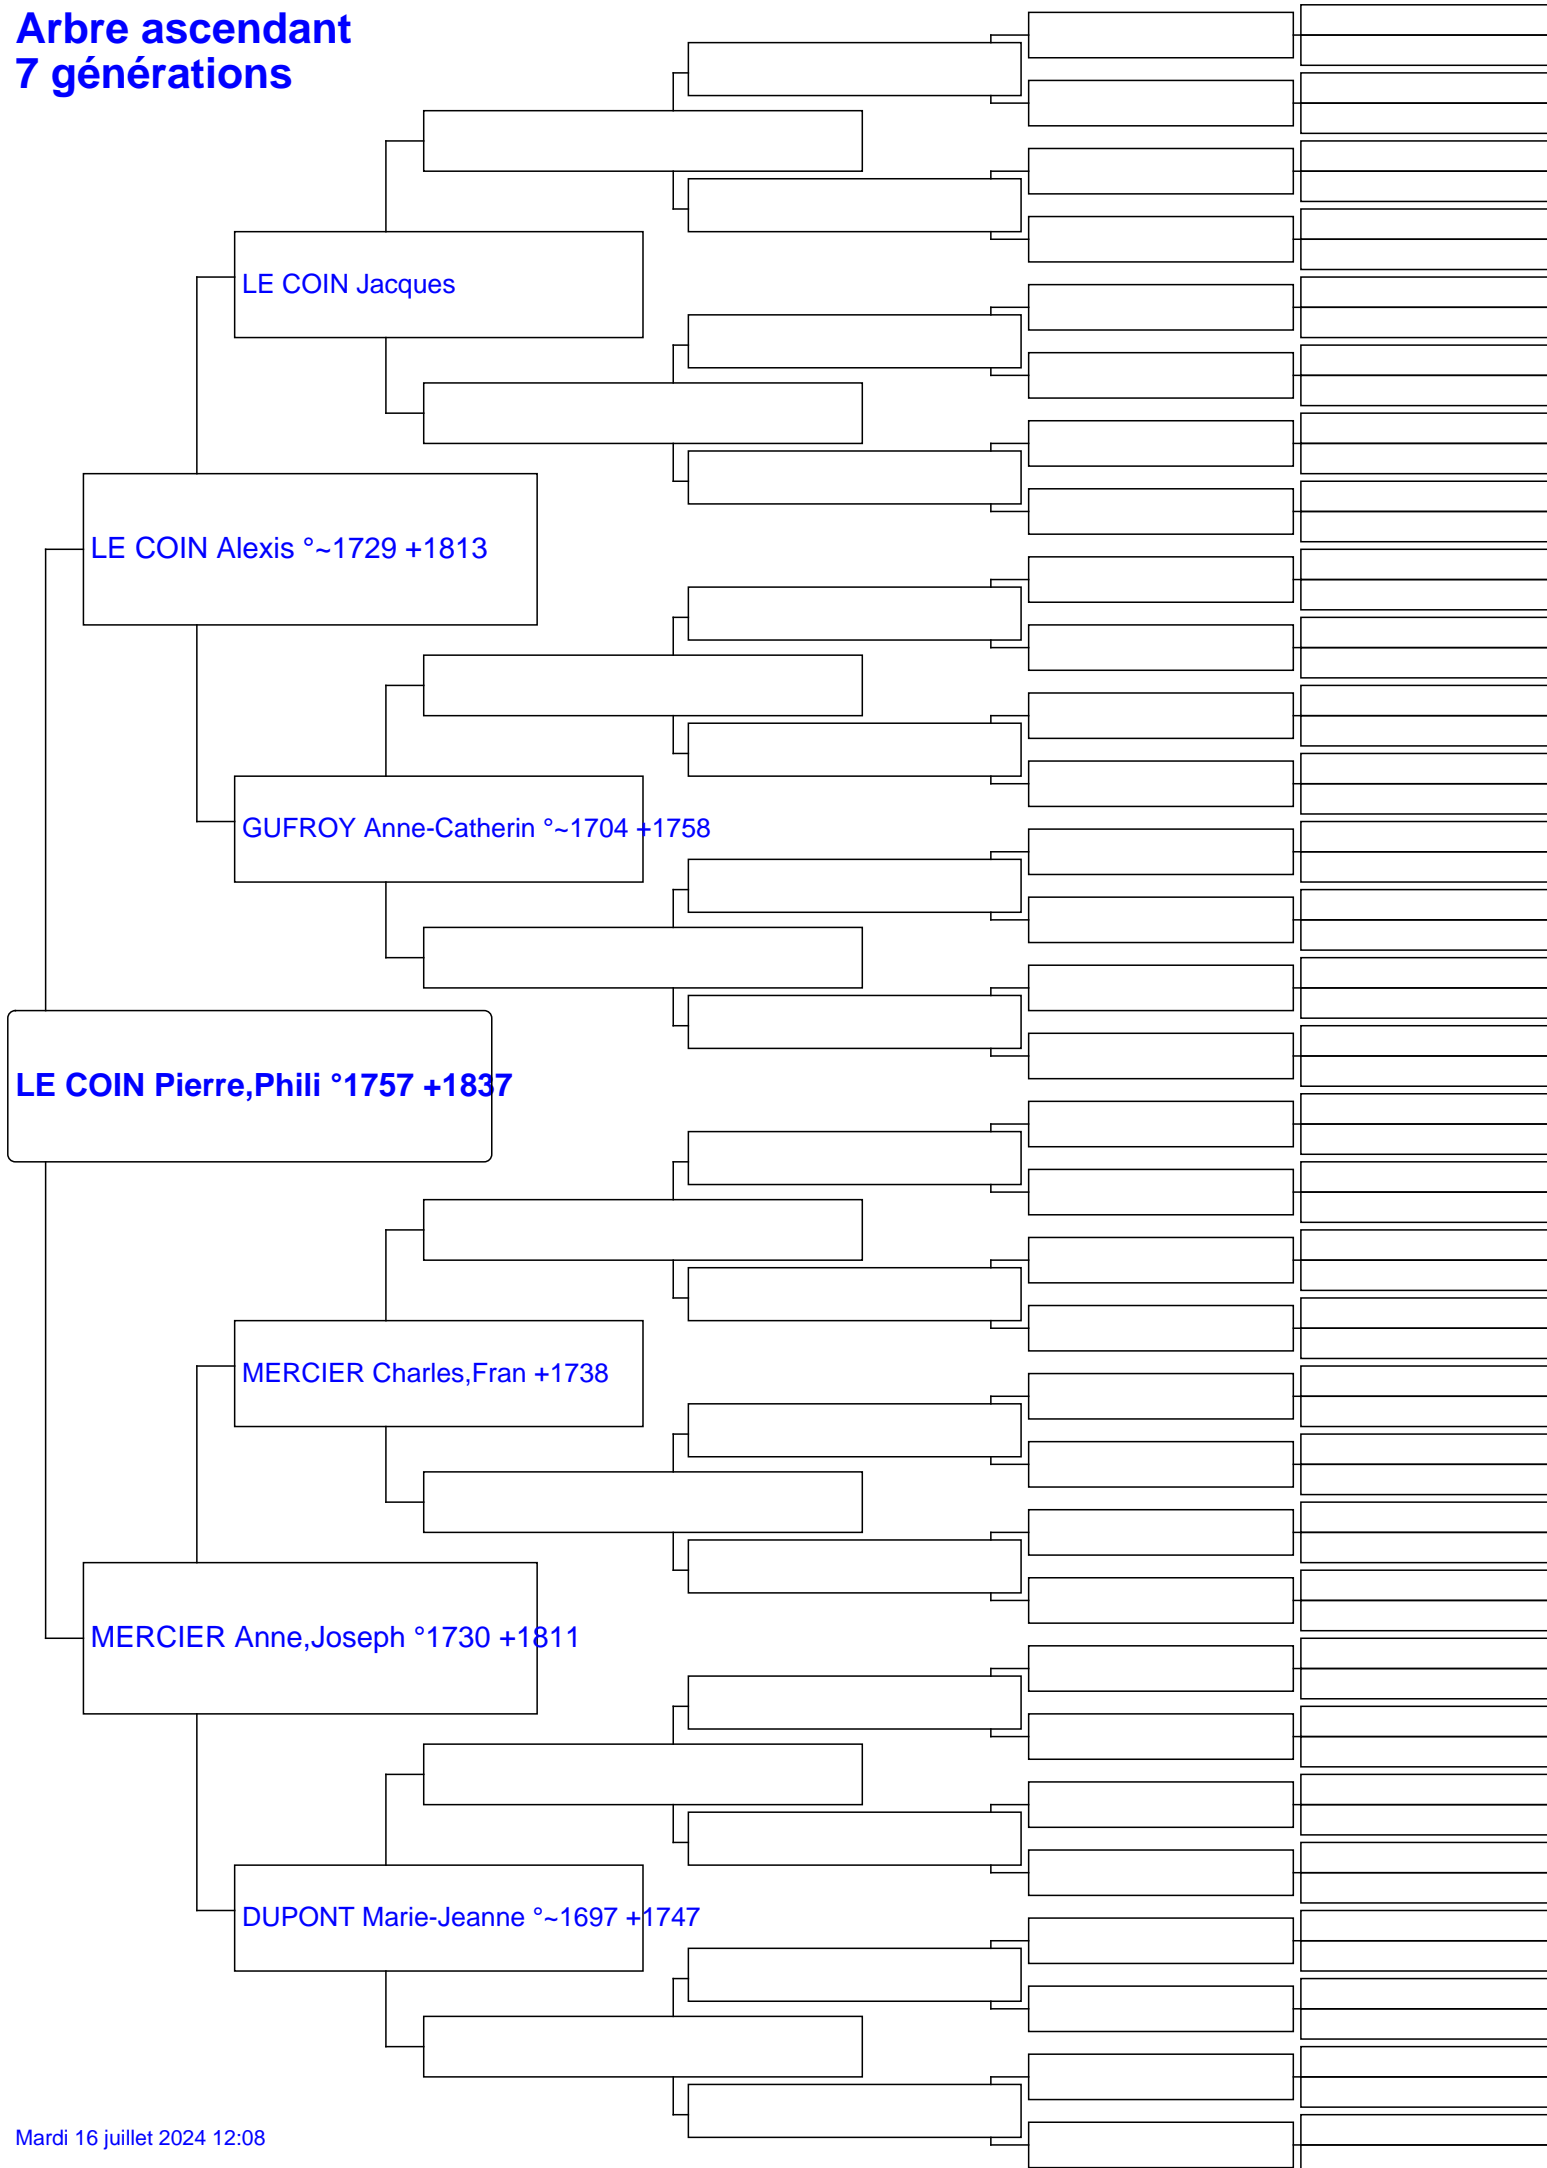 Arbre ascendant
7 générations
LE COIN Jacques
LE COIN Alexis °~1729 +1813
GUFROY Anne-Catherin °~1704 +1758
LE COIN Pierre,Phili °1757 +1837
MERCIER Charles,Fran +1738
MERCIER Anne,Joseph °1730 +1811
DUPONT Marie-Jeanne °~1697 +1747
Mardi 16 juillet 2024 12:08